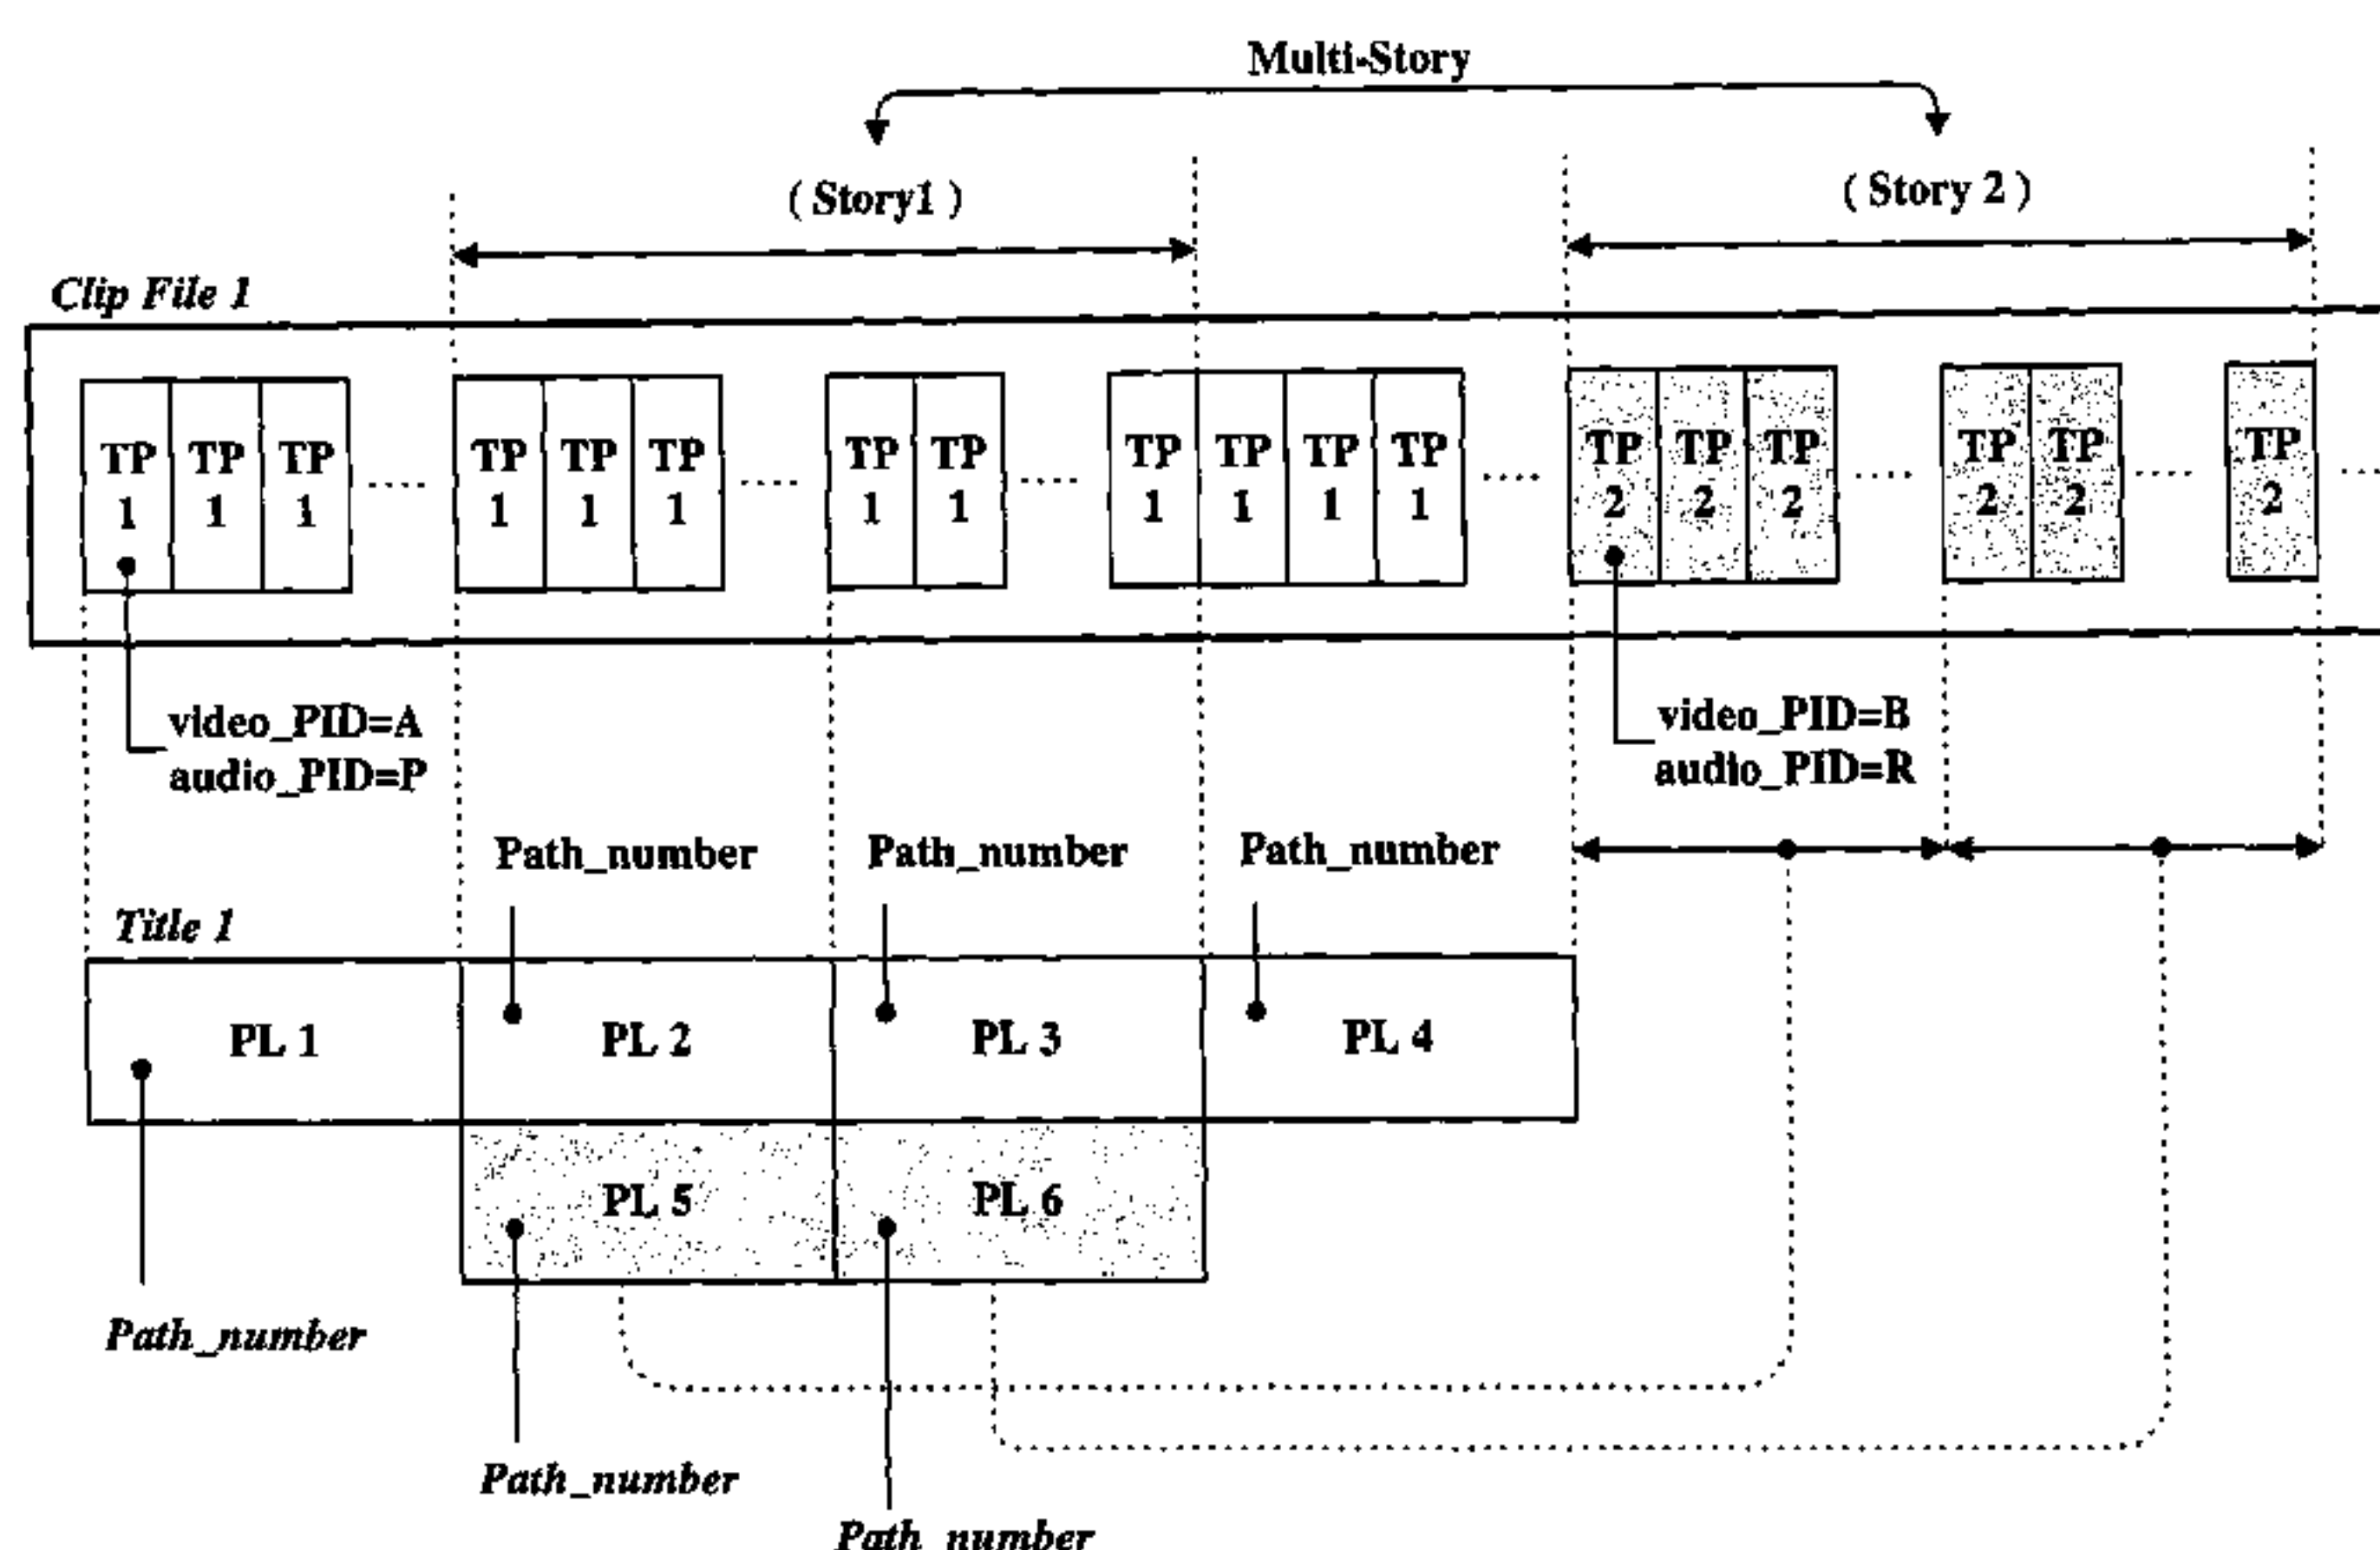 Multi-Story
( Story1 )
( Story 2 )
Clip File 1
TP 1 TP 1 TP 1 ..... TP 1 TP 1 TP 1 ..... TP 1 TP 1 ..... TP 1 TP 1 TP 1 TP 1 ..... TP 2 TP 2 TP 2 ..... TP 2 TP 2 ..... TP 2
video_PID=A
audio_PID=P
video_PID=B
audio_PID=R
Path_number
Path_number
Path_number
Title 1
PL 1
PL 2
PL 3
PL 4
PL 5
PL 6
Path_number
Path_number
Path_number